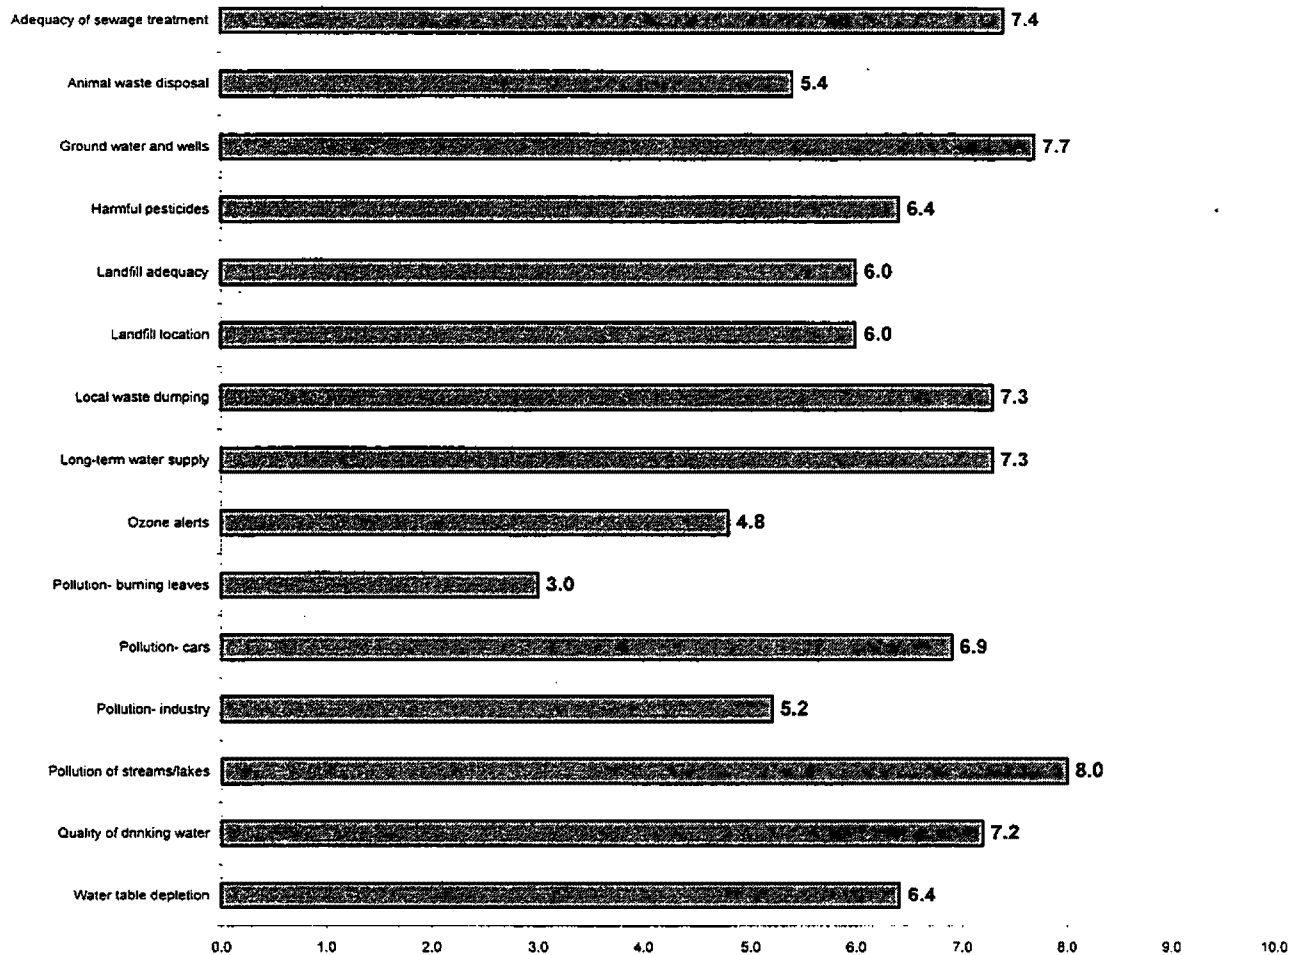 Adequacy of sewage treatment 7.4
Animal waste disposal 5.4
Ground water and wells 7.7
Harmful pesticides 6.4
Landfill adequacy 6.0
Landfill location 6.0
Local waste dumping 7.3
Long-term water supply 7.3
Ozone alerts 4.8
Pollution- burning leaves 3.0
Pollution- cars 6.9
Pollution- industry 5.2
Pollution of streams/lakes 8.0
Quality of drinking water 7.2
Water table depletion 6.4
0.0 1.0 2.0 3.0 4.0 5.0 6.0 7.0 8.0 9.0 10.0